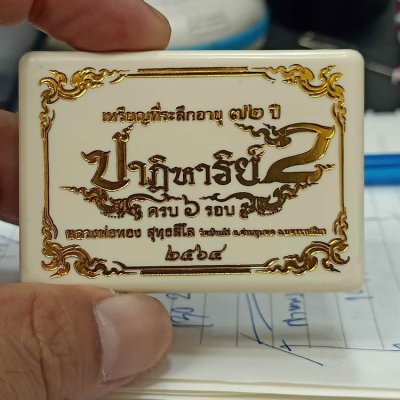 เหรียญที่ระลึกอายุ ๗๒ ปี
ปาฏิหาริย์ 2
ครบ ๖ รอบ
หลวงพ่อทอง สุทธสีโล
๒๕๖๔